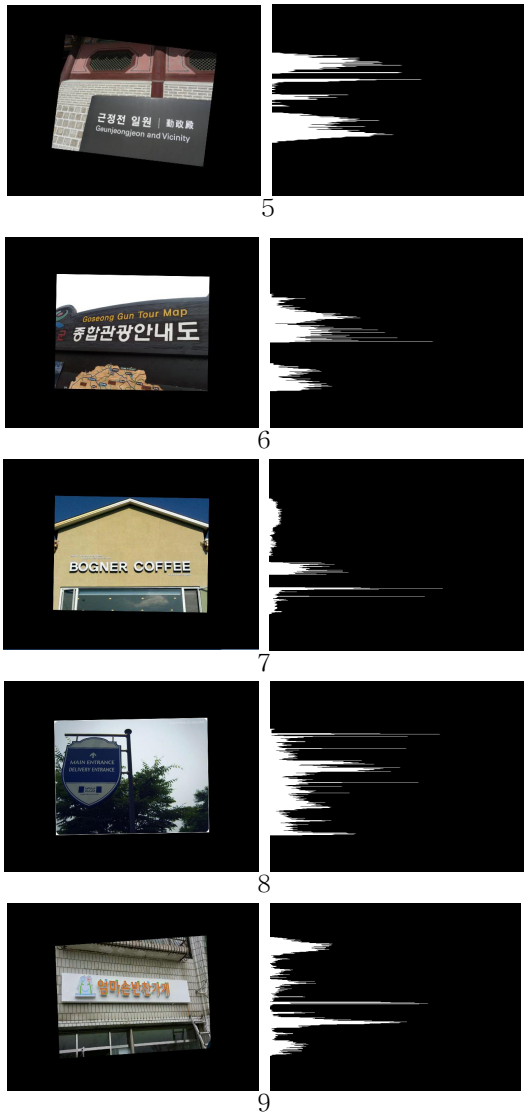 근정전 일원 | 勤政殿
Geunjeongjeon and Vicinity
5
Goseong Gun Tour Map
종합관광안내도
6
BOGNER COFFEE
7
MAIN ENTRANCE
DELIVERY ENTRANCE
8
엄마손반찬가게
9